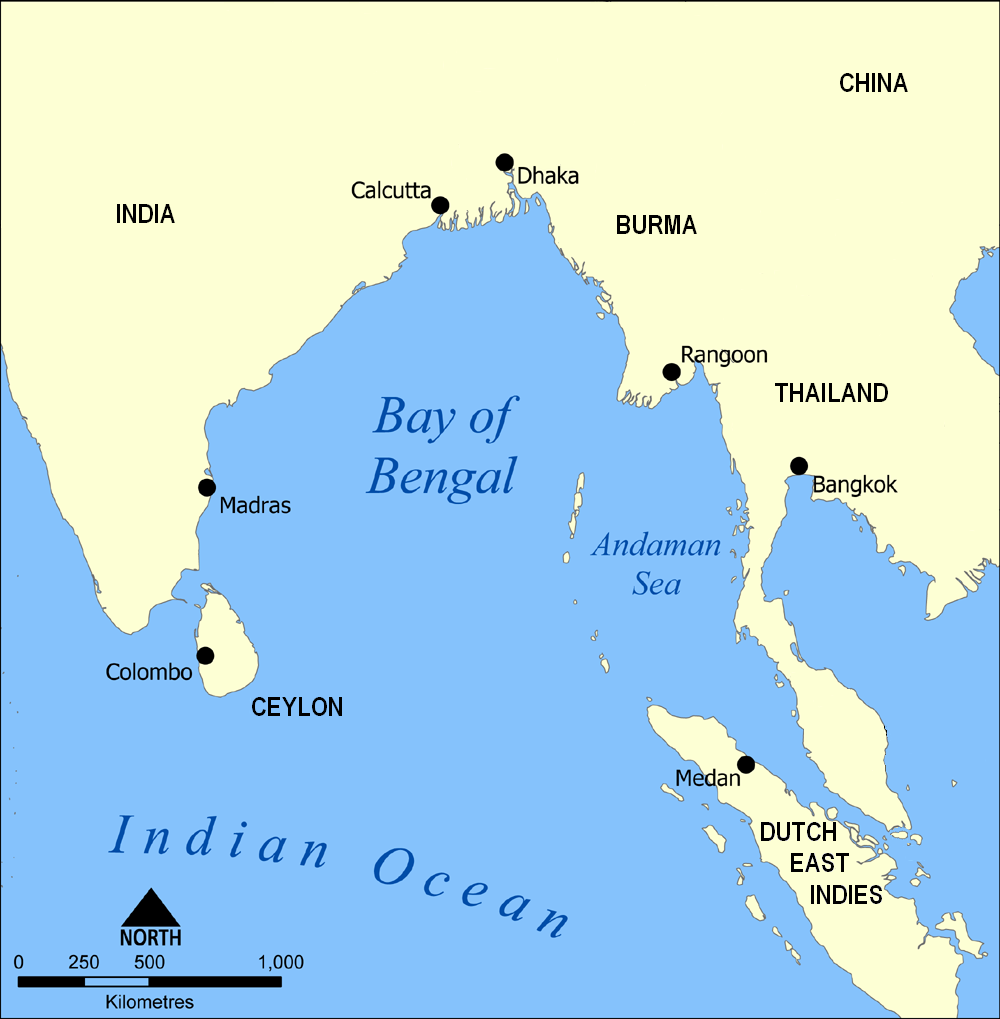 CHINA
Dhaka
Calcutta
INDIA
BURMA
Rangoon
THAILAND
Bay of
Bengal
Bangkok
Madras
Andaman
Sea
Colombo
CEYLON
Medan
DUTCH
EAST
INDIES
Indian Ocean
NORTH
0 250 500 1,000
Kilometres